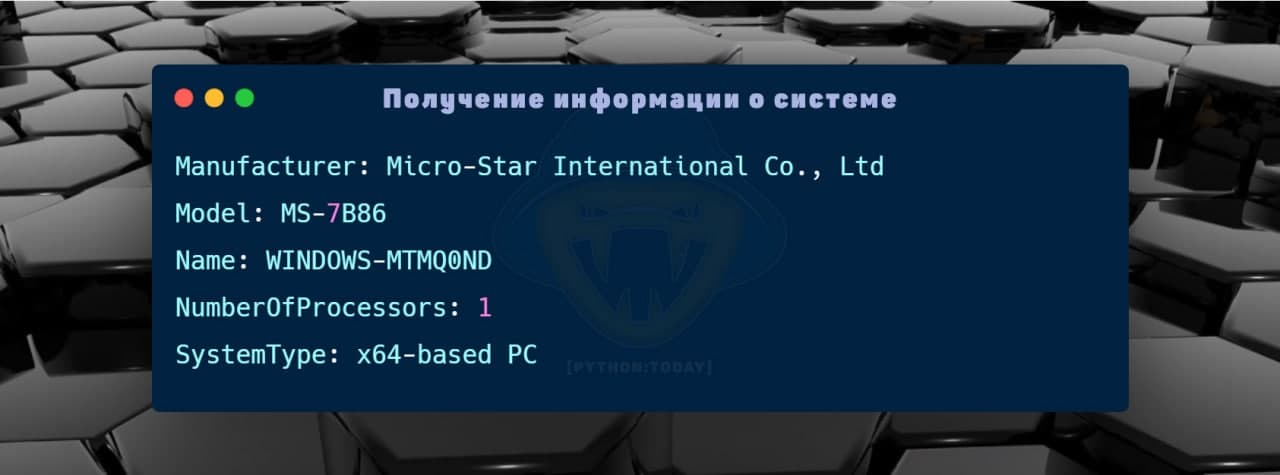 Получение информации о системе
Manufacturer: Micro-Star International Co., Ltd
Model: MS-7B86
Name: WINDOWS-MTMQ0ND
NumberOfProcessors: 1
SystemType: x64-based PC
[PYTHON:TODAY]